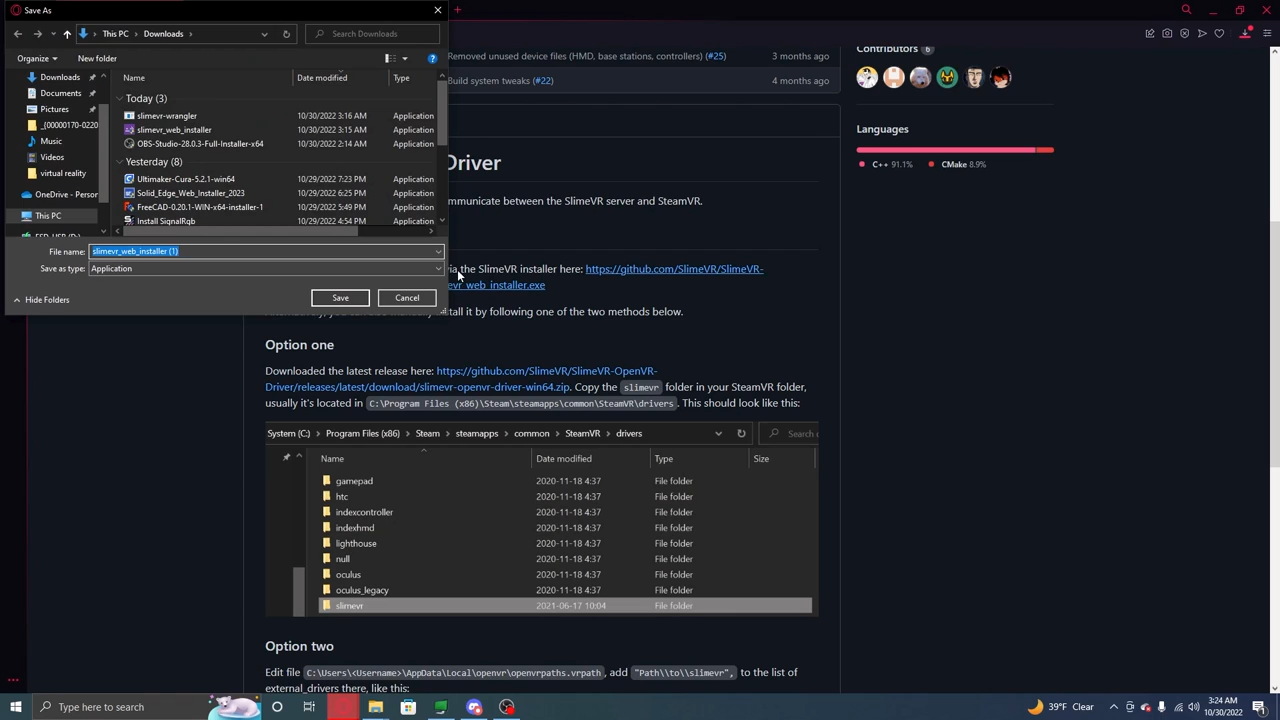 Save As
This PC
Downloads
Search Downloads
Organize
New folder
Downloads
Documents
Pictures
_{00000170-0220
Music
Videos
virtual reality
OneDrive - Person
This PC
Name
Date modified
Type
Today (3)
slimevr-wrangler 10/30/2022 3:16 AM Application
slimevr_web_installer 10/30/2022 3:15 AM Application
OBS-Studio-28.0.3-Full-Installer-x64 10/30/2022 2:14 AM Application
Yesterday (8)
Ultimaker-Cura-5.2.1-win64 10/29/2022 7:23 PM Application
Solid_Edge_Web_Installer_2023 10/29/2022 6:25 PM Application
FreeCAD-0.20.1-WIN-x64-installer-1 10/29/2022 5:49 PM Application
Install SignalRgb 10/29/2022 4:54 PM Application
File name: slimevr_web_installer (1)
Save as type: Application
Hide Folders
Save
Cancel
Removed unused device files (HMD, base stations, controllers) (#25) 3 months ago
Build system tweaks (#22) 4 months ago
Contributors 6
Languages
C++ 91.1% CMake 8.9%
Driver
ommunicate between the SlimeVR server and SteamVR.
via the SlimeVR installer here: https://github.com/SlimeVR/SlimeVR-
evr_web_installer.exe
tall it by following one of the two methods below.
Option one
Downloaded the latest release here: https://github.com/SlimeVR/SlimeVR-OpenVR-
Driver/releases/latest/download/slimevr-openvr-driver-win64.zip. Copy the slimevr folder in your SteamVR folder,
usually it's located in C:\Program Files (x86)\Steam\steamapps\common\SteamVR\drivers. This should look like this:
System (C:) Program Files (x86) Steam steamapps common SteamVR drivers
Search
Name Date modified Type Size
gamepad 2020-11-18 4:37 File folder
htc 2020-11-18 4:37 File folder
indexcontroller 2020-11-18 4:37 File folder
indexhmd 2020-11-18 4:37 File folder
lighthouse 2020-11-18 4:37 File folder
null 2020-11-18 4:37 File folder
oculus 2020-11-18 4:37 File folder
oculus_legacy 2020-11-18 4:37 File folder
slimevr 2021-06-17 10:04 File folder
Option two
Edit file C:\Users\<Username>\AppData\Local\openvr\openvrpaths.vrpath, add "Path\\to\\slimevr", to the list of
external_drivers there, like this:
Type here to search
39°F Clear
3:24 AM
10/30/2022